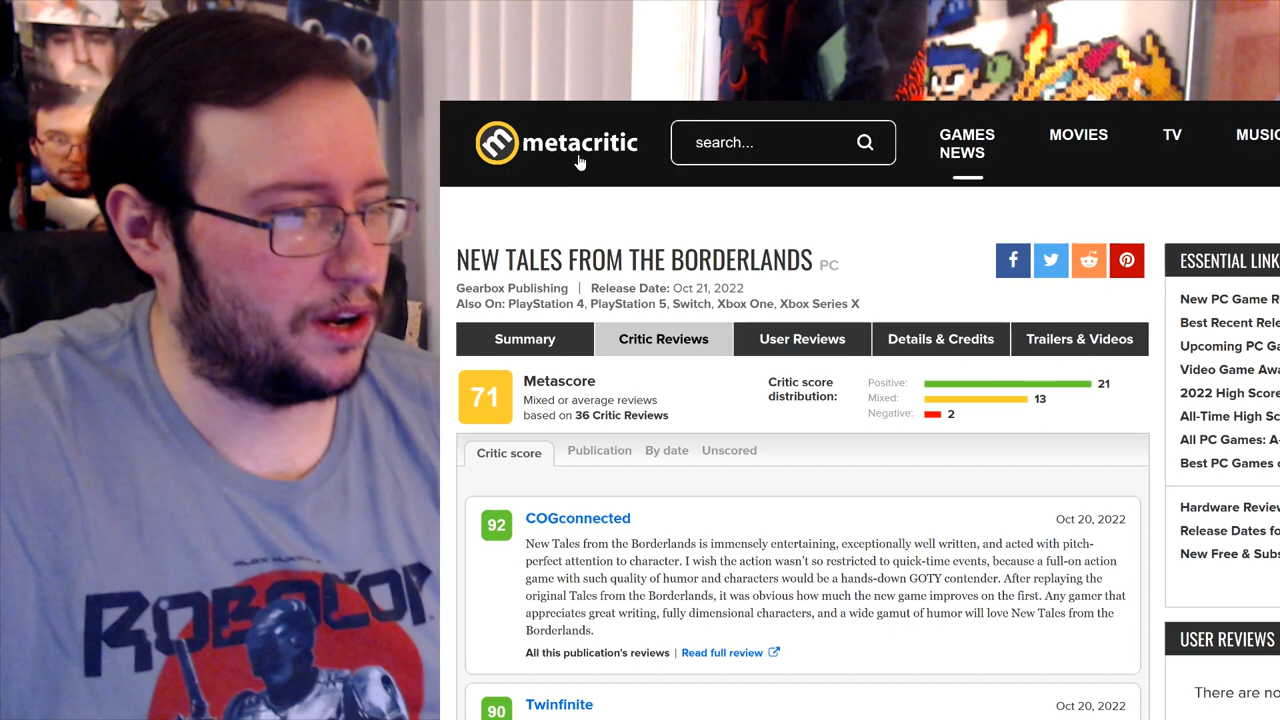 metacritic
search...
GAMES
MOVIES
TV
MUSIC
NEWS
NEW TALES FROM THE BORDERLANDS PC
Gearbox Publishing | Release Date: Oct 21, 2022
Also On: PlayStation 4, PlayStation 5, Switch, Xbox One, Xbox Series X
Summary
Critic Reviews
User Reviews
Details & Credits
Trailers & Videos
71
Metascore
Mixed or average reviews
based on 36 Critic Reviews
Critic score
distribution:
Positive: 21
Mixed: 13
Negative: 2
Critic score
Publication
By date
Unscored
92
COGconnected
Oct 20, 2022
New Tales from the Borderlands is immensely entertaining, exceptionally well written, and acted with pitch-
perfect attention to character. I wish the action wasn't so restricted to quick-time events, because a full-on action
game with such quality of humor and characters would be a hands-down GOTY contender. After replaying the
original Tales from the Borderlands, it was obvious how much the new game improves on the first. Any gamer that
appreciates great writing, fully dimensional characters, and a wide gamut of humor will love New Tales from the
Borderlands.
All this publication's reviews | Read full review
90
Twinfinite
Oct 20, 2022
ESSENTIAL LINK
New PC Game R
Best Recent Rele
Upcoming PC Ga
Video Game Awa
2022 High Score
All-Time High Sc
All PC Games: A-
Best PC Games o
Hardware Review
Release Dates fo
New Free & Subs
USER REVIEWS
There are no
ROBOCOP